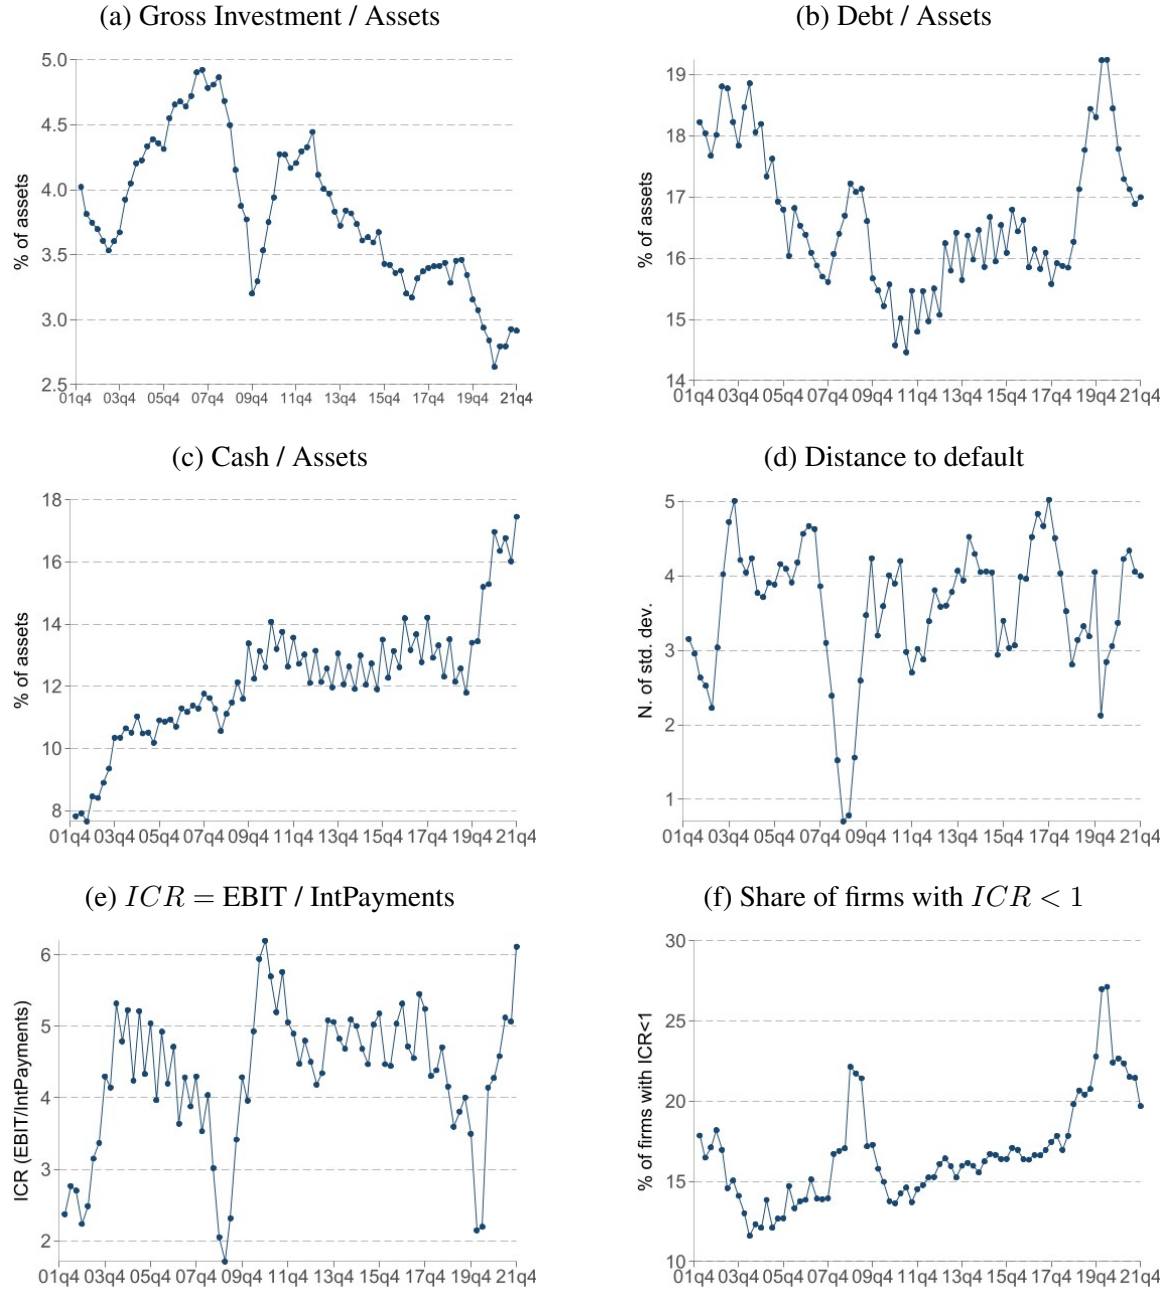 (a) Gross Investment / Assets
% of assets
5.0
4.5
4.0
3.5
3.0
2.5
01q4 03q4 05q4 07q4 09q4 11q4 13q4 15q4 17q4 19q4 21q4
(b) Debt / Assets
% of assets
19
18
17
16
15
14
01q4 03q4 05q4 07q4 09q4 11q4 13q4 15q4 17q4 19q4 21q4
(c) Cash / Assets
% of assets
18
16
14
12
10
8
01q4 03q4 05q4 07q4 09q4 11q4 13q4 15q4 17q4 19q4 21q4
(d) Distance to default
N. of std. dev.
5
4
3
2
1
01q4 03q4 05q4 07q4 09q4 11q4 13q4 15q4 17q4 19q4 21q4
(e) ICR = EBIT / IntPayments
ICR (EBIT/IntPayments)
6
5
4
3
2
01q4 03q4 05q4 07q4 09q4 11q4 13q4 15q4 17q4 19q4 21q4
(f) Share of firms with ICR < 1
% of firms with ICR<1
30
25
20
15
10
01q4 03q4 05q4 07q4 09q4 11q4 13q4 15q4 17q4 19q4 21q4